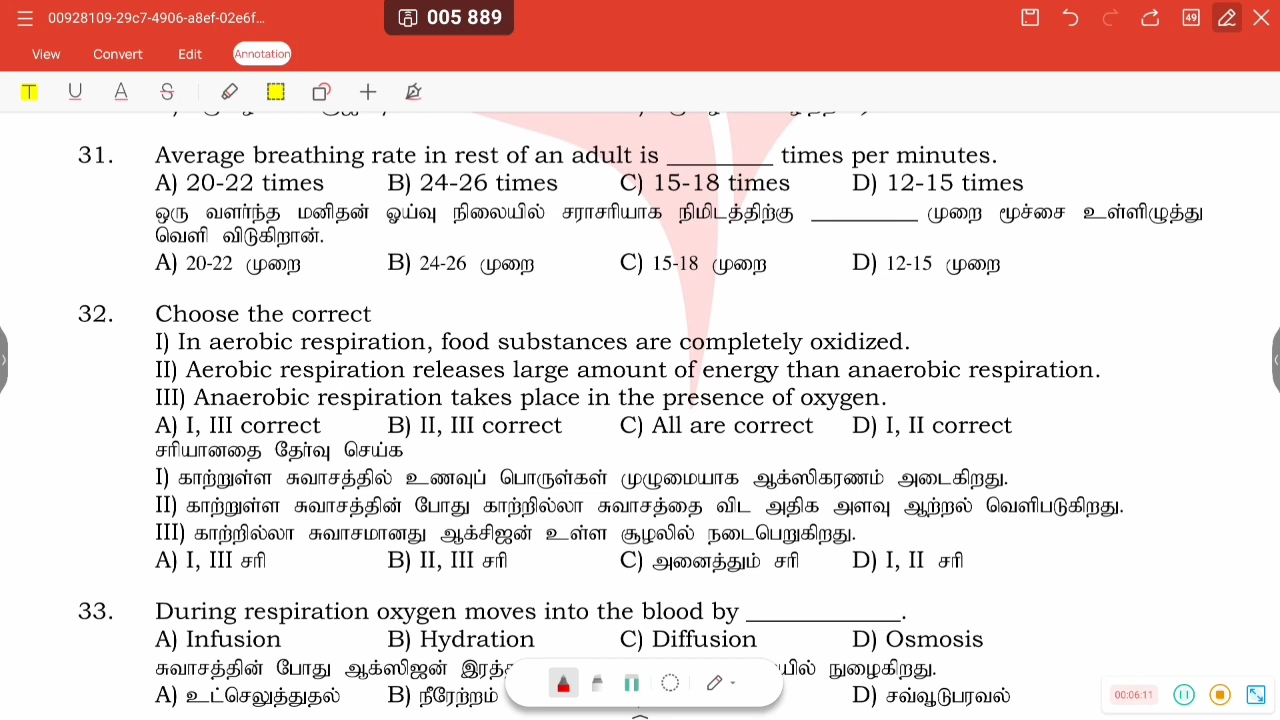 00928109-29c7-4906-a8ef-02e6f...
005 889
49
View Convert Edit Annotation
T U A S
31. Average breathing rate in rest of an adult is ________ times per minutes.
A) 20-22 times B) 24-26 times C) 15-18 times D) 12-15 times
ஒரு வளர்ந்த மனிதன் ஓய்வு நிலையில் சராசரியாக நிமிடத்திற்கு ________ முறை மூச்சை உள்ளிழுத்து
வெளி விடுகிறான்.
A) 20-22 முறை B) 24-26 முறை C) 15-18 முறை D) 12-15 முறை
32. Choose the correct
I) In aerobic respiration, food substances are completely oxidized.
II) Aerobic respiration releases large amount of energy than anaerobic respiration.
III) Anaerobic respiration takes place in the presence of oxygen.
A) I, III correct B) II, III correct C) All are correct D) I, II correct
சரியானதை தேர்வு செய்க
I) காற்றுள்ள சுவாசத்தில் உணவுப் பொருள்கள் முழுமையாக ஆக்ஸிகரணம் அடைகிறது.
II) காற்றுள்ள சுவாசத்தின் போது காற்றில்லா சுவாசத்தை விட அதிக அளவு ஆற்றல் வெளிபடுகிறது.
III) காற்றில்லா சுவாசமானது ஆக்சிஜன் உள்ள சூழலில் நடைபெறுகிறது.
A) I, III சரி B) II, III சரி C) அனைத்தும் சரி D) I, II சரி
33. During respiration oxygen moves into the blood by ____________.
A) Infusion B) Hydration C) Diffusion D) Osmosis
சுவாசத்தின் போது ஆக்ஸிஜன் நுழைகிறது.
A) உட்செலுத்துதல் B) நீரேற்றம் D) சவ்வூடுபரவல்
00:06:11